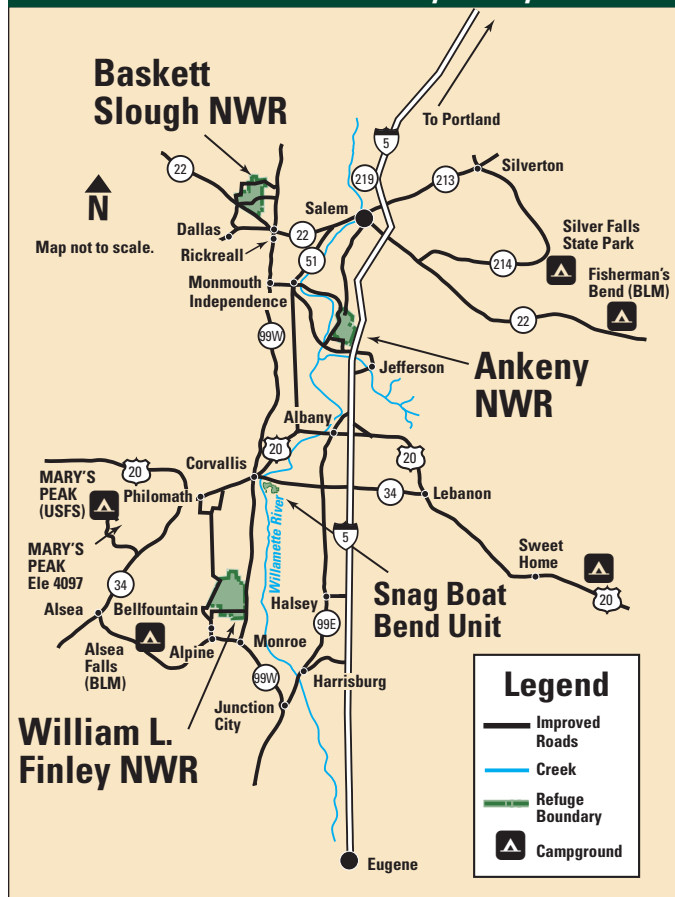 To Portland
Baskett
Slough NWR
5
22
219
213
Silverton
N
Map not to scale.
Salem
Dallas
22
Rickreall
51
Silver Falls
State Park
214
Fisherman's
Bend (BLM)
Monmouth
Independence
22
99W
Ankeny
NWR
Jefferson
Albany
20
20
Corvallis
20
MARY'S
PEAK
(USFS)
Philomath
34
Lebanon
Willamette River
MARY'S
PEAK
Ele 4097
5
Sweet
Home
34
20
Snag Boat
Bend Unit
Halsey
99E
Alsea
Bellfountain
Alsea
Falls
(BLM)
Alpine
Monroe
99W
Harrisburg
Junction
City
William L.
Finley NWR
Legend
Improved
Roads
Creek
Refuge
Boundary
Campground
Eugene